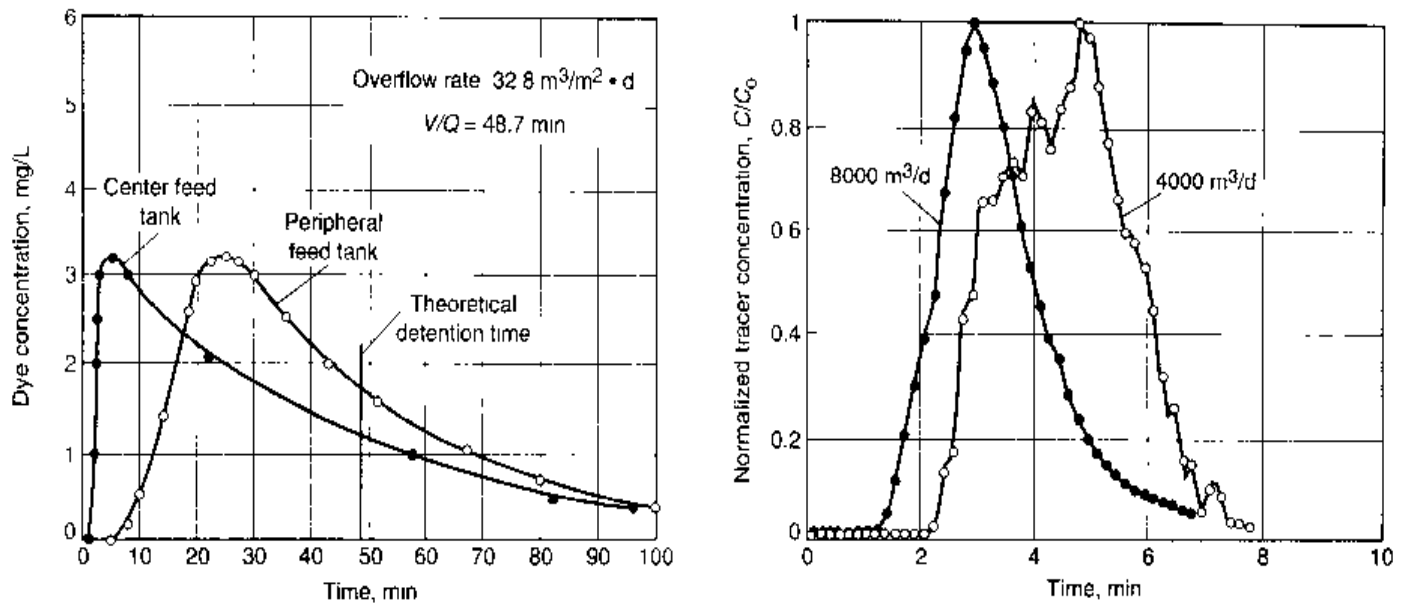 6
5
4
3
2
1
0
Dye concentration, mg/L
Overflow rate 32 8 m³/m² • d
V/Q = 48.7 min
Center feed
tank
Peripheral
feed tank
Theoretical
detention time
0 10 20 30 40 50 60 70 80 90 100
Time, min
1
0.8
0.6
0.4
0.2
0
Normalized tracer concentration, C/C₀
8000 m³/d
4000 m³/d
0 2 4 6 8 10
Time, min